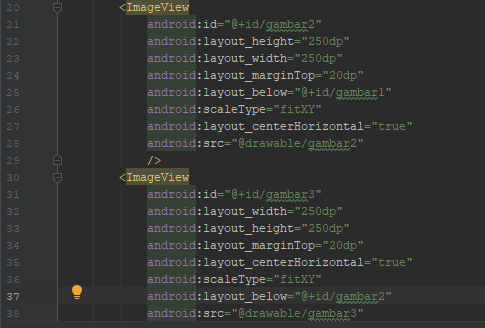 20 <ImageView
21 android:id="@+id/gambar2"
22 android:layout_height="250dp"
23 android:layout_width="250dp"
24 android:layout_marginTop="20dp"
25 android:layout_below="@+id/gambar1"
26 android:scaleType="fitXY"
27 android:layout_centerHorizontal="true"
28 android:src="@drawable/gambar2"
29 />
30 <ImageView
31 android:id="@+id/gambar3"
32 android:layout_width="250dp"
33 android:layout_height="250dp"
34 android:layout_marginTop="20dp"
35 android:layout_centerHorizontal="true"
36 android:scaleType="fitXY"
37 android:layout_below="@+id/gambar2"
38 android:src="@drawable/gambar3"